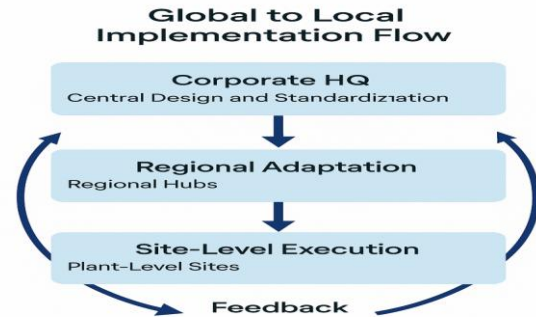 Global to Local
Implementation Flow
Corporate HQ
Central Design and Standardization
Regional Adaptation
Regional Hubs
Site-Level Execution
Plant-Level Sites
Feedback